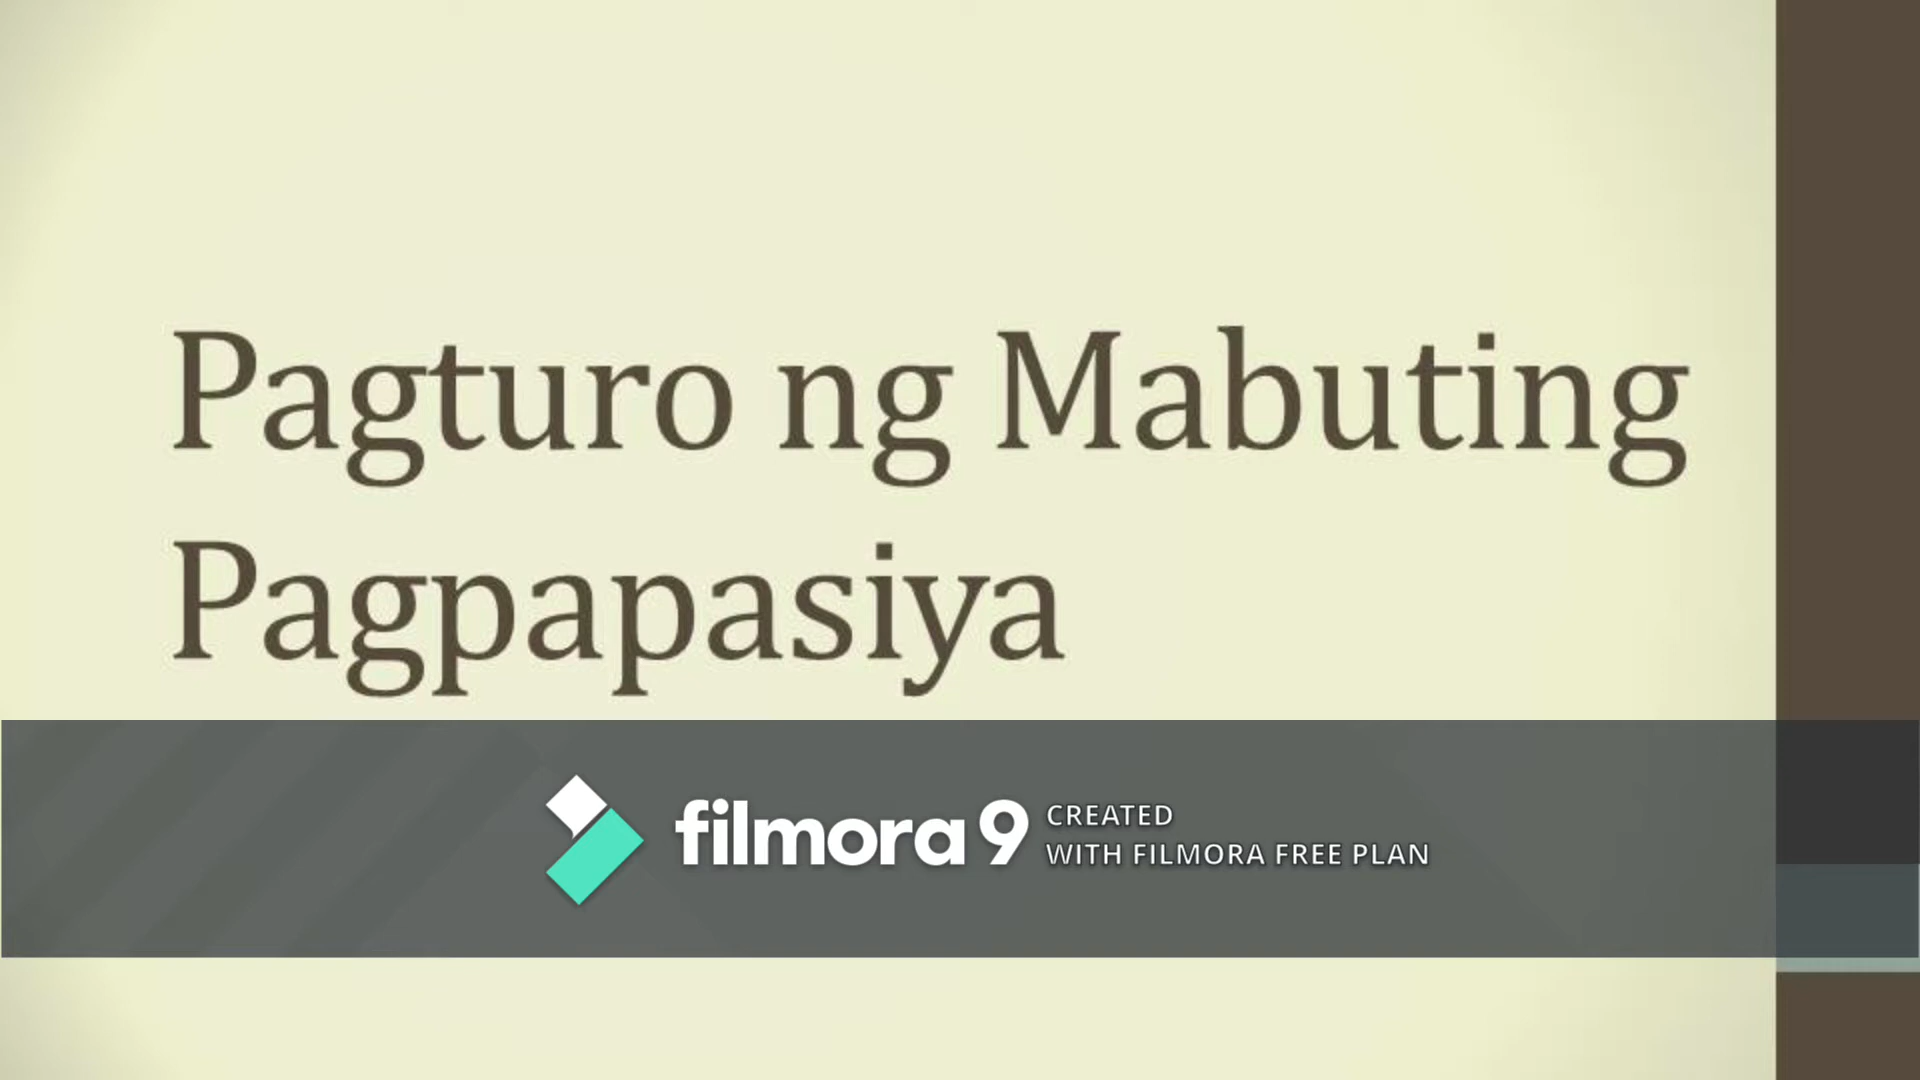 Pagturo ng Mabuting
Pagpapasiya
filmora 9 CREATED
WITH FILMORA FREE PLAN